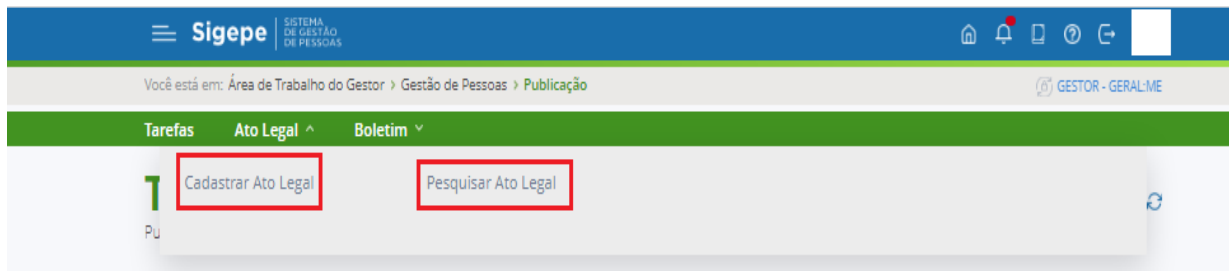 Sigepe
SISTEMA
DE GESTÃO
DE PESSOAS
Você está em: Área de Trabalho do Gestor > Gestão de Pessoas > Publicação
GESTOR - GERAL:ME
Tarefas Ato Legal Boletim
Cadastrar Ato Legal Pesquisar Ato Legal
T
Pu